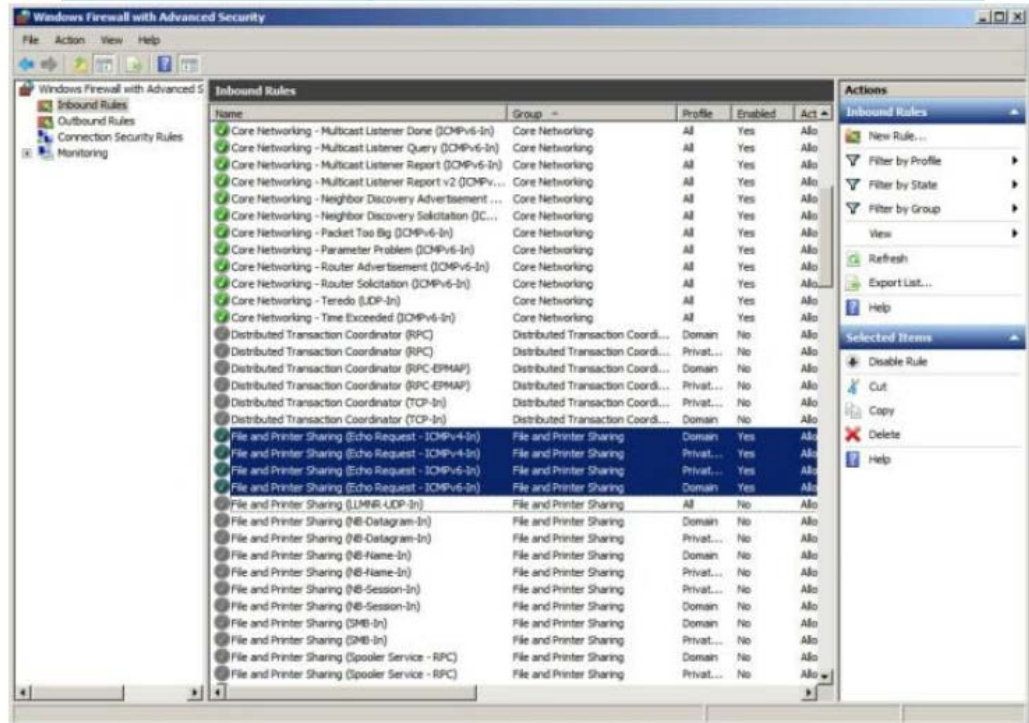 Windows Firewall with Advanced Security
File Action View Help
Windows Firewall with Advanced S
Inbound Rules
Outbound Rules
Connection Security Rules
Monitoring
Inbound Rules
Name Group Profile Enabled Act
Core Networking - Multicast Listener Done (ICMPv6-In) Core Networking All Yes Allo
Core Networking - Multicast Listener Query (ICMPv6-In) Core Networking All Yes Allo
Core Networking - Multicast Listener Report (ICMPv6-In) Core Networking All Yes Allo
Core Networking - Multicast Listener Report v2 (ICMPv... Core Networking All Yes Allo
Core Networking - Neighbor Discovery Advertisement ... Core Networking All Yes Allo
Core Networking - Neighbor Discovery Solicitation (IC... Core Networking All Yes Allo
Core Networking - Packet Too Big (ICMPv6-In) Core Networking All Yes Allo
Core Networking - Parameter Problem (ICMPv6-In) Core Networking All Yes Allo
Core Networking - Router Advertisement (ICMPv6-In) Core Networking All Yes Allo
Core Networking - Router Solicitation (ICMPv6-In) Core Networking All Yes Allo
Core Networking - Teredo (UDP-In) Core Networking All Yes Allo
Core Networking - Time Exceeded (ICMPv6-In) Core Networking All Yes Allo
Distributed Transaction Coordinator (RPC) Distributed Transaction Coordi... Domain No Allo
Distributed Transaction Coordinator (RPC) Distributed Transaction Coordi... Privat... No Allo
Distributed Transaction Coordinator (RPC-EPMAP) Distributed Transaction Coordi... Domain No Allo
Distributed Transaction Coordinator (RPC-EPMAP) Distributed Transaction Coordi... Privat... No Allo
Distributed Transaction Coordinator (TCP-In) Distributed Transaction Coordi... Privat... No Allo
Distributed Transaction Coordinator (TCP-In) Distributed Transaction Coordi... Domain No Allo
File and Printer Sharing (Echo Request - ICMPv4-In) File and Printer Sharing Domain Yes Allo
File and Printer Sharing (Echo Request - ICMPv4-In) File and Printer Sharing Privat... Yes Allo
File and Printer Sharing (Echo Request - ICMPv6-In) File and Printer Sharing Privat... Yes Allo
File and Printer Sharing (Echo Request - ICMPv6-In) File and Printer Sharing Domain Yes Allo
File and Printer Sharing (LLMNR-UDP-In) File and Printer Sharing All No Allo
File and Printer Sharing (NB-Datagram-In) File and Printer Sharing Domain No Allo
File and Printer Sharing (NB-Datagram-In) File and Printer Sharing Privat... No Allo
File and Printer Sharing (NB-Name-In) File and Printer Sharing Domain No Allo
File and Printer Sharing (NB-Name-In) File and Printer Sharing Privat... No Allo
File and Printer Sharing (NB-Session-In) File and Printer Sharing Privat... No Allo
File and Printer Sharing (NB-Session-In) File and Printer Sharing Domain No Allo
File and Printer Sharing (SMB-In) File and Printer Sharing Domain No Allo
File and Printer Sharing (SMB-In) File and Printer Sharing Privat... No Allo
File and Printer Sharing (Spooler Service - RPC) File and Printer Sharing Domain No Allo
File and Printer Sharing (Spooler Service - RPC) File and Printer Sharing Privat... No Allo
Actions
Inbound Rules
New Rule...
Filter by Profile
Filter by State
Filter by Group
View
Refresh
Export List...
Help
Selected Items
Disable Rule
Cut
Copy
Delete
Help